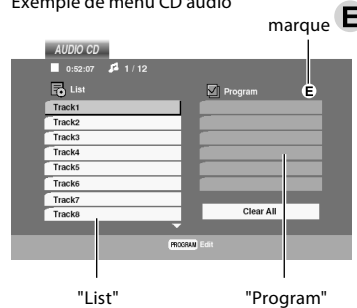 Exemple de menu CD audio
marque E
AUDIO CD
0:52:07 1 / 12
List
Program E
Track1
Track2
Track3
Track4
Track5
Track6
Track7
Track8
Clear All
PROGRAM Edit
"List" "Program"